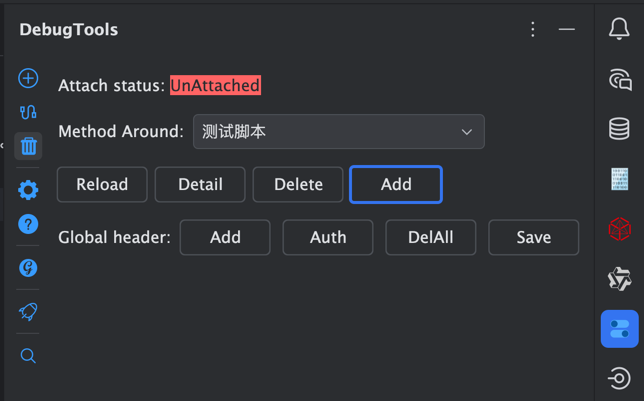 DebugTools
Attach status: UnAttached
Method Around: 测试脚本
Reload Detail Delete Add
Global header: Add Auth DelAll Save